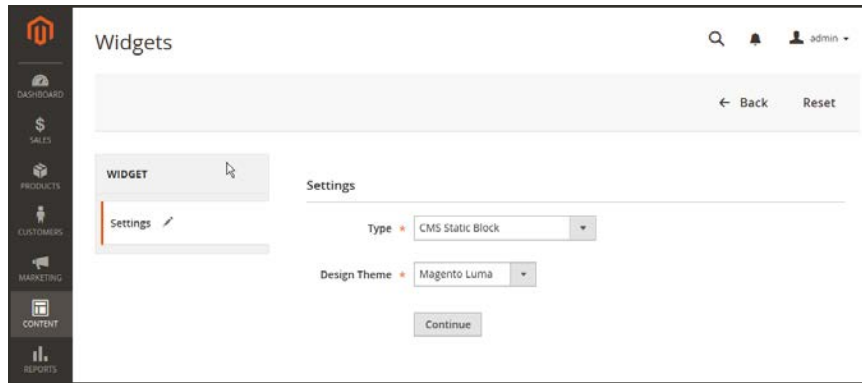 Widgets
admin
DASHBOARD
← Back
Reset
$
SALES
WIDGET
PRODUCTS
Settings
Settings
Type * CMS Static Block
CUSTOMERS
MARKETING
Design Theme * Magento Luma
CONTENT
Continue
REPORTS